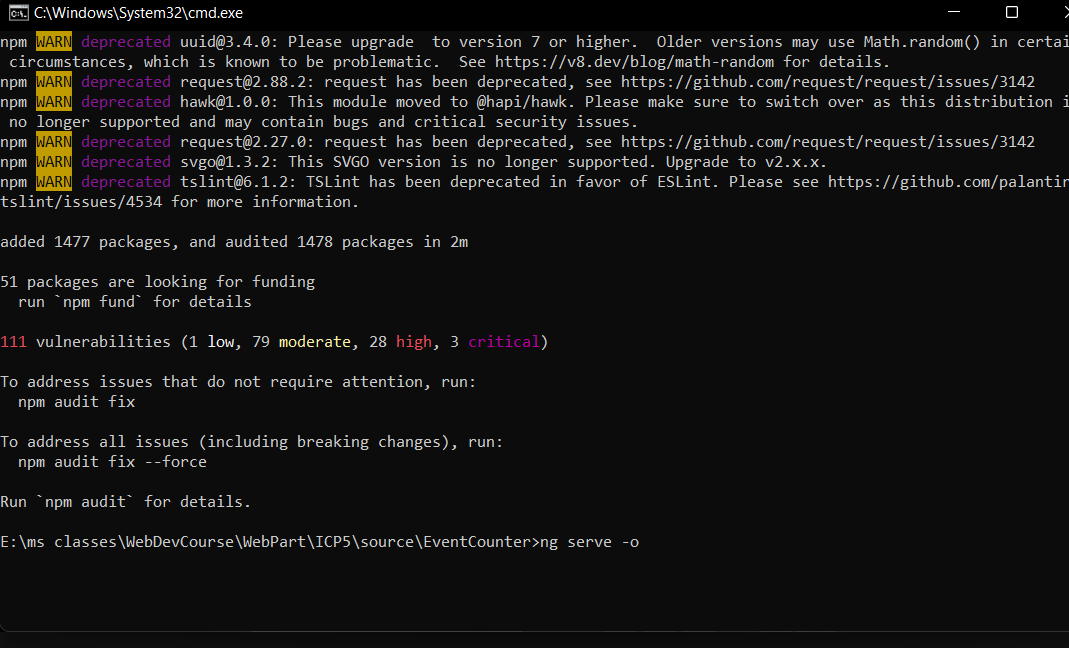 C:\Windows\System32\cmd.exe
npm WARN deprecated uuid@3.4.0: Please upgrade  to version 7 or higher.  Older versions may use Math.random() in certai
 circumstances, which is known to be problematic.  See https://v8.dev/blog/math-random for details.
npm WARN deprecated request@2.88.2: request has been deprecated, see https://github.com/request/request/issues/3142
npm WARN deprecated hawk@1.0.0: This module moved to @hapi/hawk. Please make sure to switch over as this distribution i
 no longer supported and may contain bugs and critical security issues.
npm WARN deprecated request@2.27.0: request has been deprecated, see https://github.com/request/request/issues/3142
npm WARN deprecated svgo@1.3.2: This SVGO version is no longer supported. Upgrade to v2.x.x.
npm WARN deprecated tslint@6.1.2: TSLint has been deprecated in favor of ESLint. Please see https://github.com/palantir
tslint/issues/4534 for more information.
added 1477 packages, and audited 1478 packages in 2m
51 packages are looking for funding
  run `npm fund` for details
111 vulnerabilities (1 low, 79 moderate, 28 high, 3 critical)
To address issues that do not require attention, run:
  npm audit fix
To address all issues (including breaking changes), run:
  npm audit fix --force
Run `npm audit` for details.
E:\ms classes\WebDevCourse\WebPart\ICP5\source\EventCounter>ng serve -o